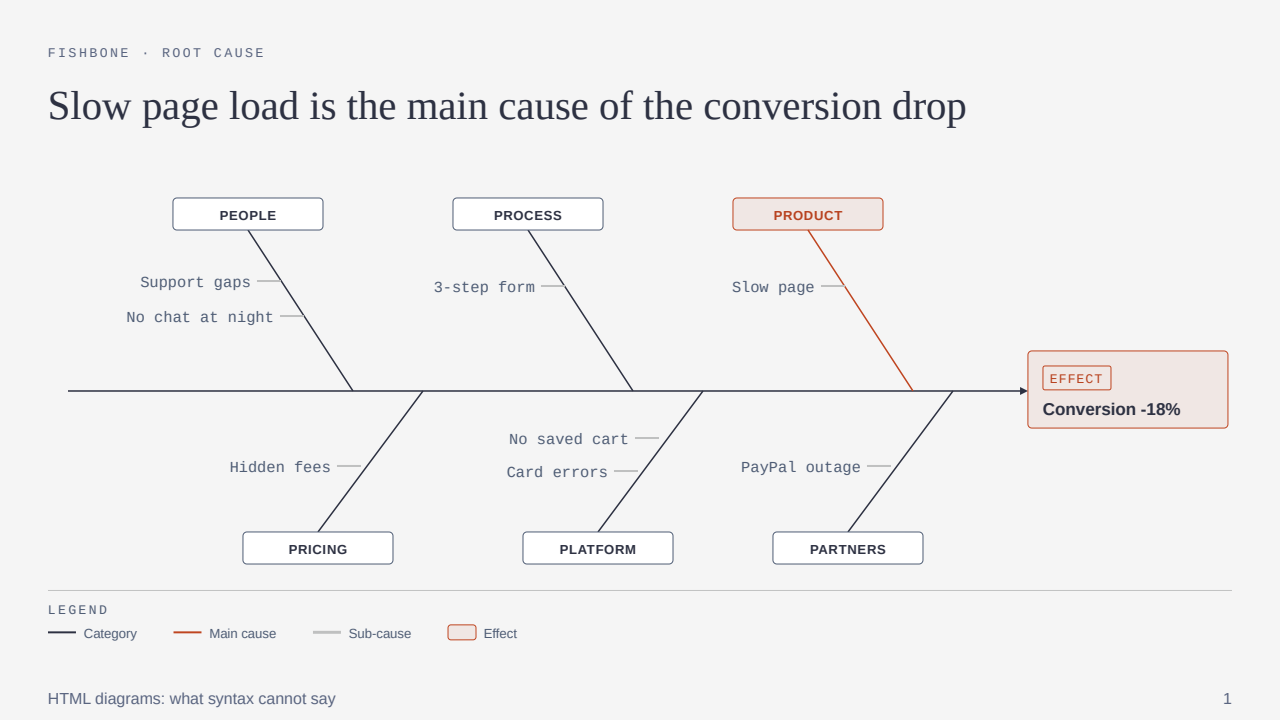 FISHBONE · ROOT CAUSE
Slow page load is the main cause of the conversion drop
PEOPLE
PROCESS
PRODUCT
Support gaps
3-step form
Slow page
No chat at night
EFFECT
Conversion -18%
No saved cart
Hidden fees
Card errors
PayPal outage
PRICING
PLATFORM
PARTNERS
LEGEND
Category
Main cause
Sub-cause
Effect
HTML diagrams: what syntax cannot say
1